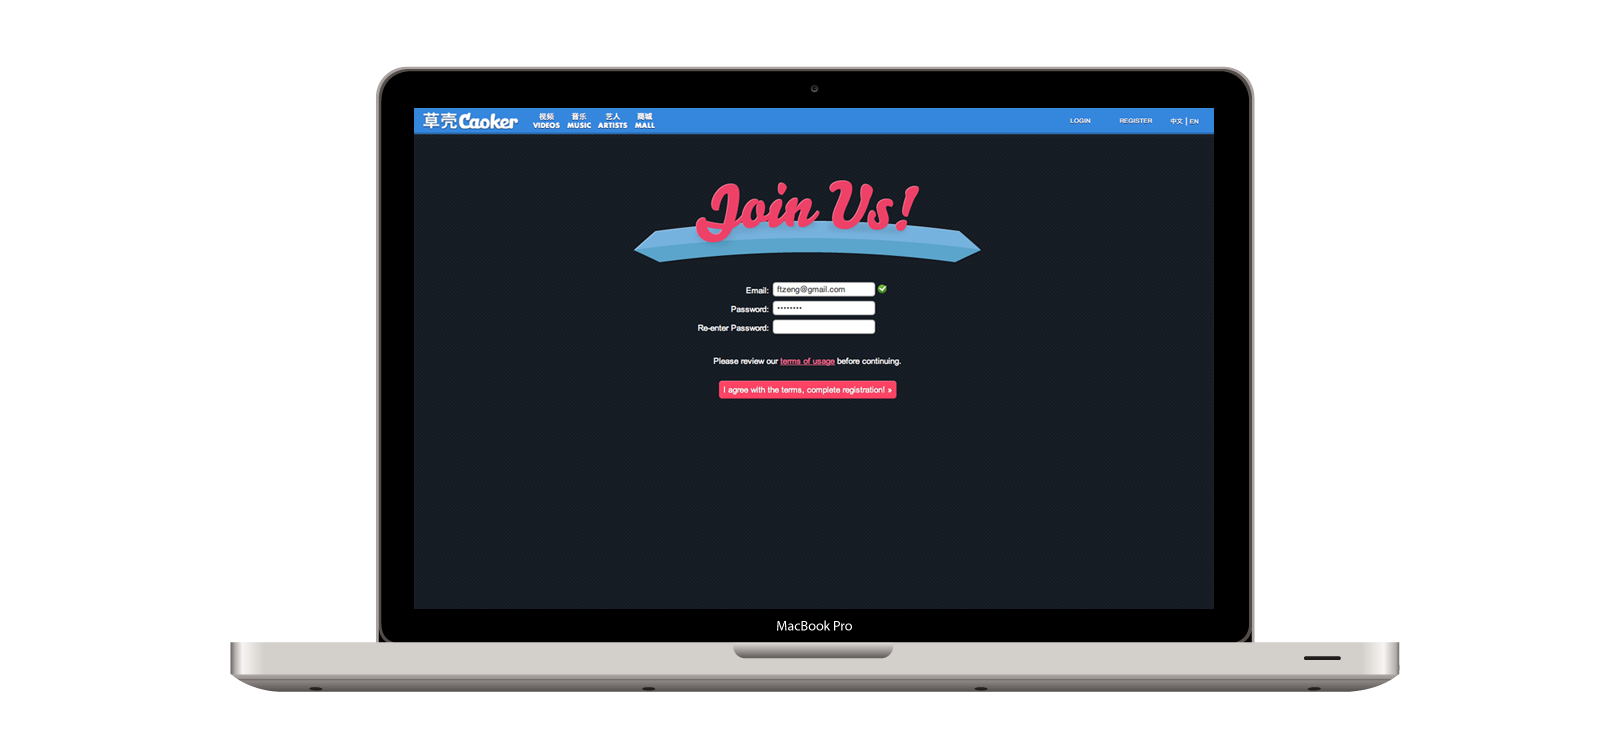 草壳Caoker
视频 音乐 艺人 商城
VIDEOS MUSIC ARTISTS MALL
LOGIN REGISTER 中文 | EN
Join Us!
Email: ftzeng@gmail.com
Password: ••••••••
Re-enter Password:
Please review our terms of usage before continuing.
I agree with the terms, complete registration! »
MacBook Pro